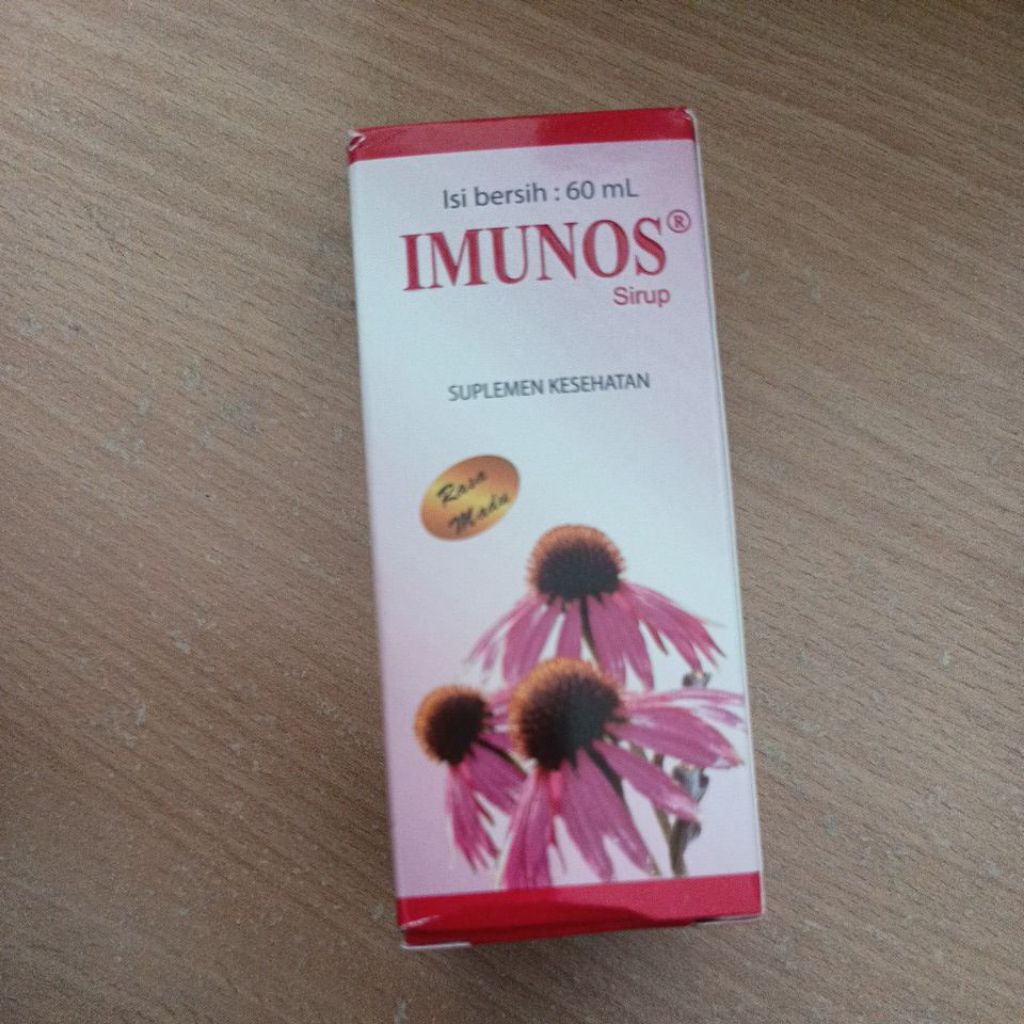 Isi bersih : 60 mL
IMUNOS®
Sirup
SUPLEMEN KESEHATAN
Rasa
Madu